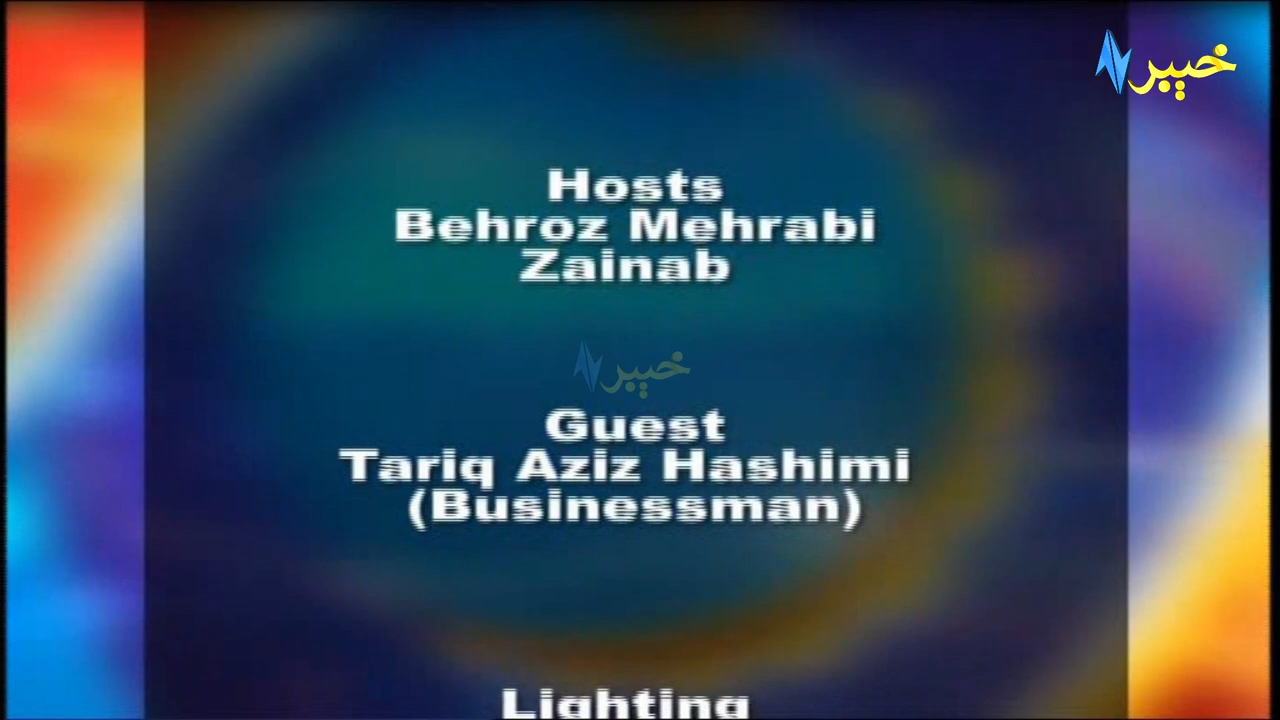 خیبر
Hosts
Behroz Mehrabi
Zainab
خیبر
Guest
Tariq Aziz Hashimi
(Businessman)
Lighting